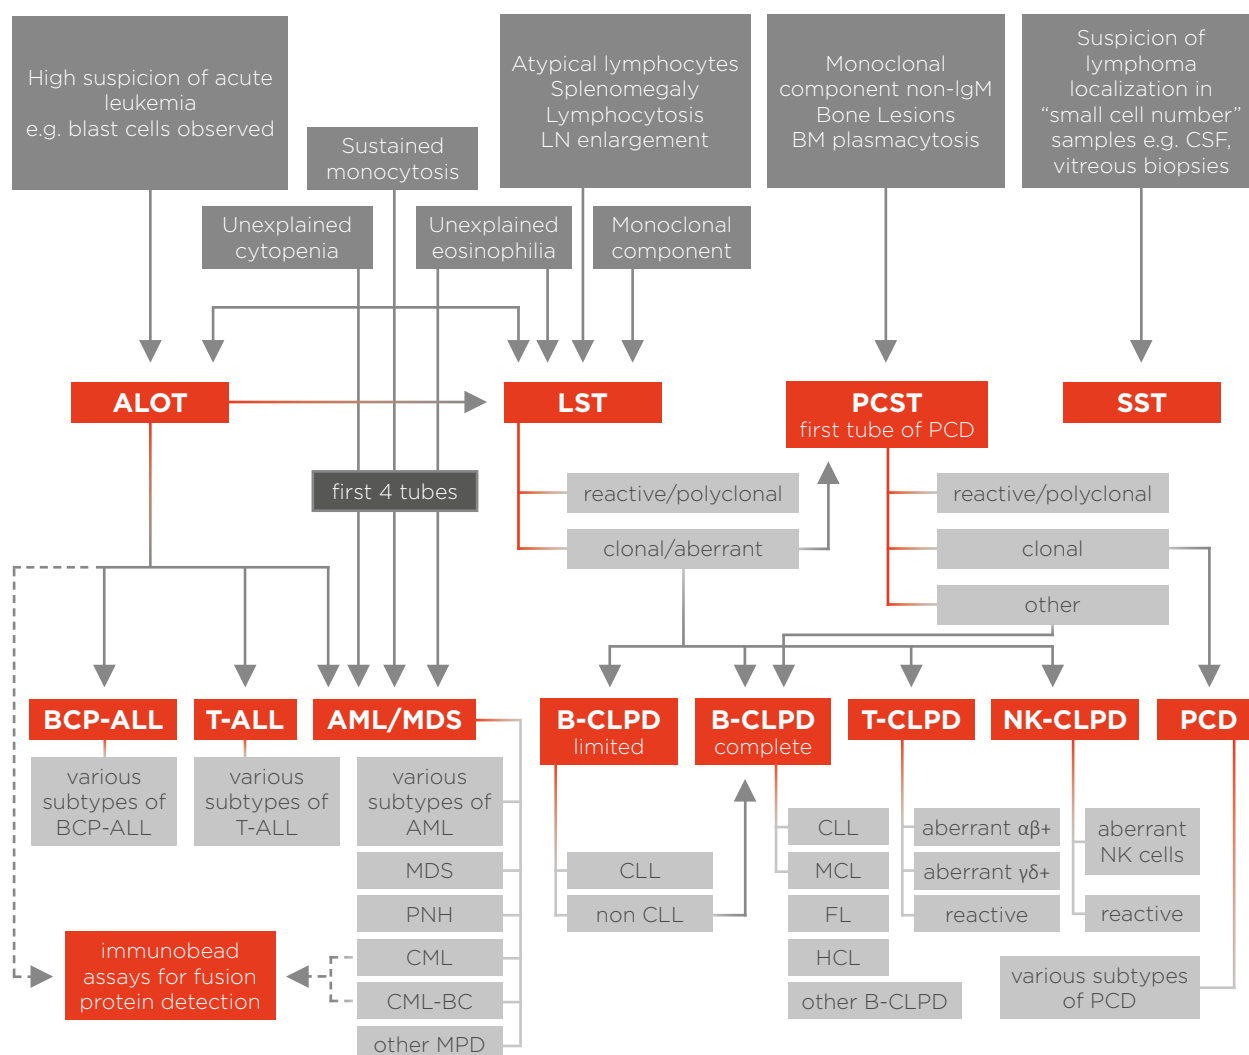 High suspicion of acute
leukemia
e.g. blast cells observed
Sustained
monocytosis
Atypical lymphocytes
Splenomegaly
Lymphocytosis
LN enlargement
Monoclonal
component non-IgM
Bone Lesions
BM plasmacytosis
Suspicion of
lymphoma
localization in
“small cell number”
samples e.g. CSF,
vitreous biopsies
Unexplained
cytopenia
Unexplained
eosinophilia
Monoclonal
component
ALOT
LST
PCST
first tube of PCD
SST
first 4 tubes
reactive/polyclonal
clonal/aberrant
reactive/polyclonal
clonal
other
BCP-ALL
T-ALL
AML/MDS
B-CLPD
limited
B-CLPD
complete
T-CLPD
NK-CLPD
PCD
various
subtypes of
BCP-ALL
various
subtypes of
T-ALL
various
subtypes of
AML
MDS
PNH
CML
CML-BC
other MPD
immunobead
assays for fusion
protein detection
CLL
non CLL
CLL
MCL
FL
HCL
other B-CLPD
aberrant αβ+
aberrant γδ+
reactive
aberrant
NK cells
reactive
various subtypes
of PCD